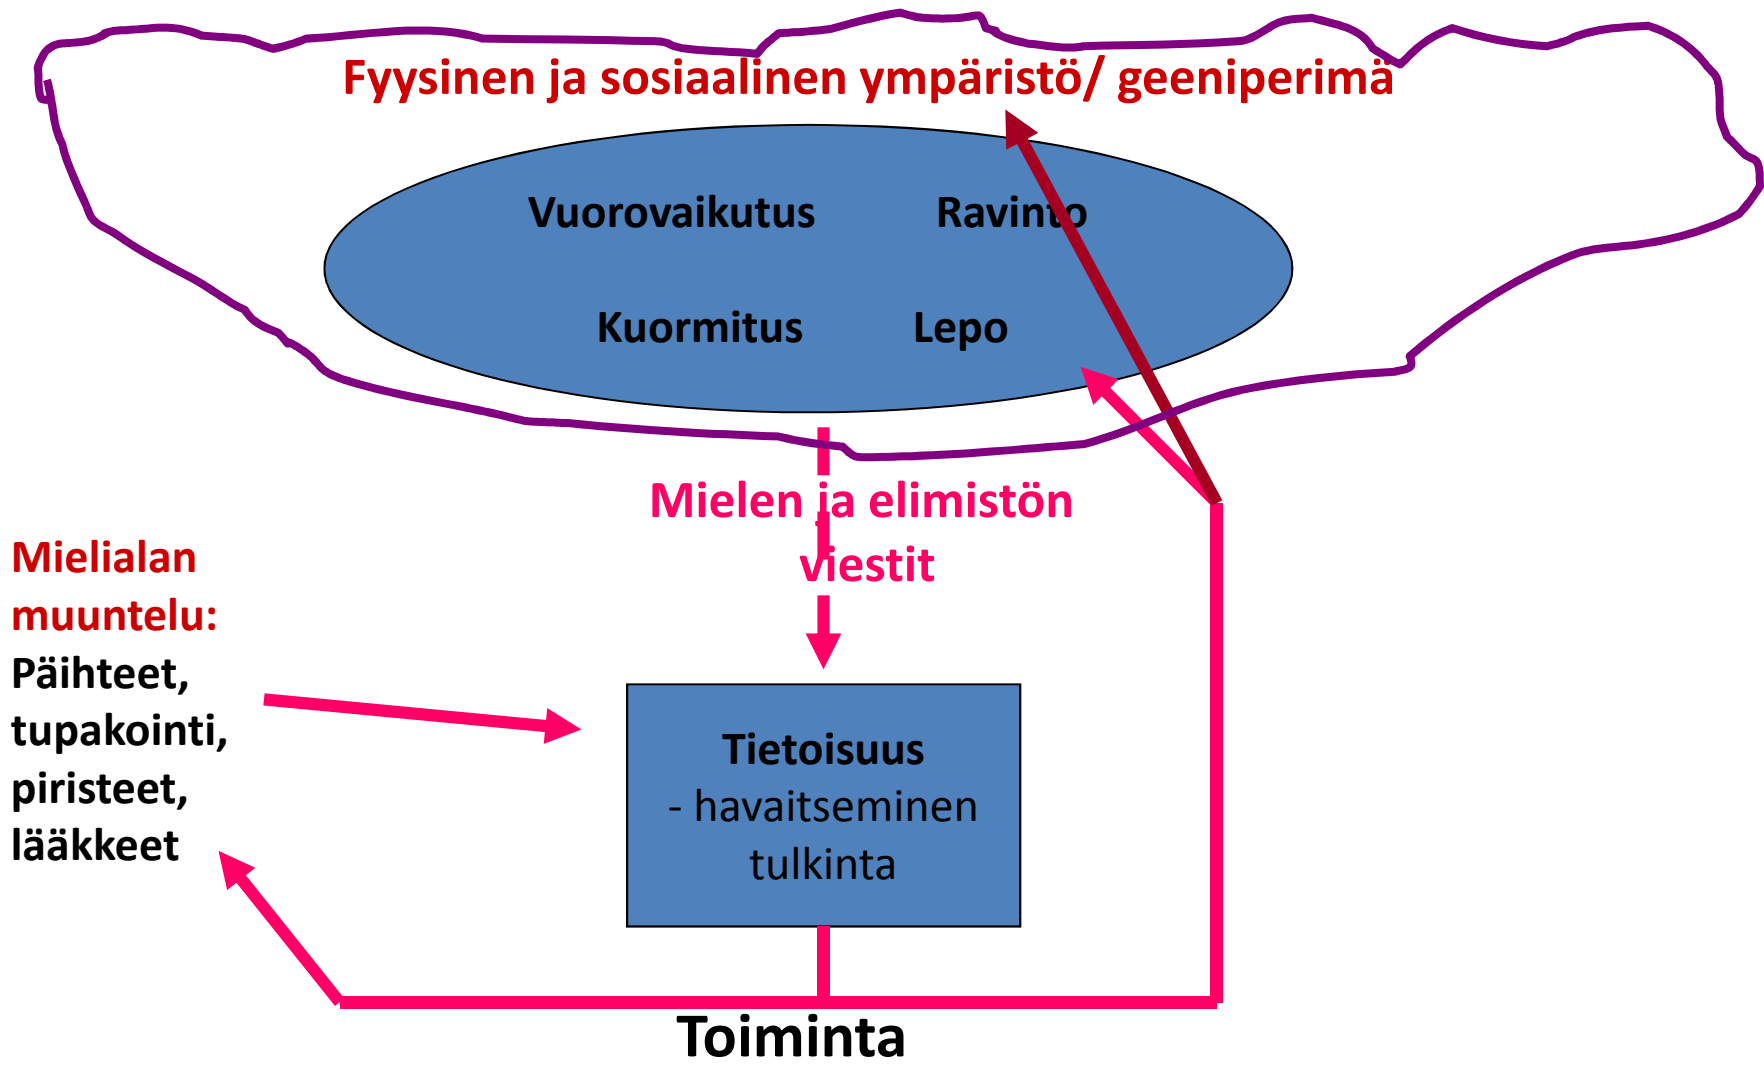 Fyysinen ja sosiaalinen ympäristö/ geeniperimä
Vuorovaikutus Ravinto
Kuormitus Lepo
Mielen ja elimistön
viestit
Mielialan
muuntelu:
Päihteet,
tupakointi,
piristeet,
lääkkeet
Tietoisuus
- havaitseminen
tulkinta
Toiminta